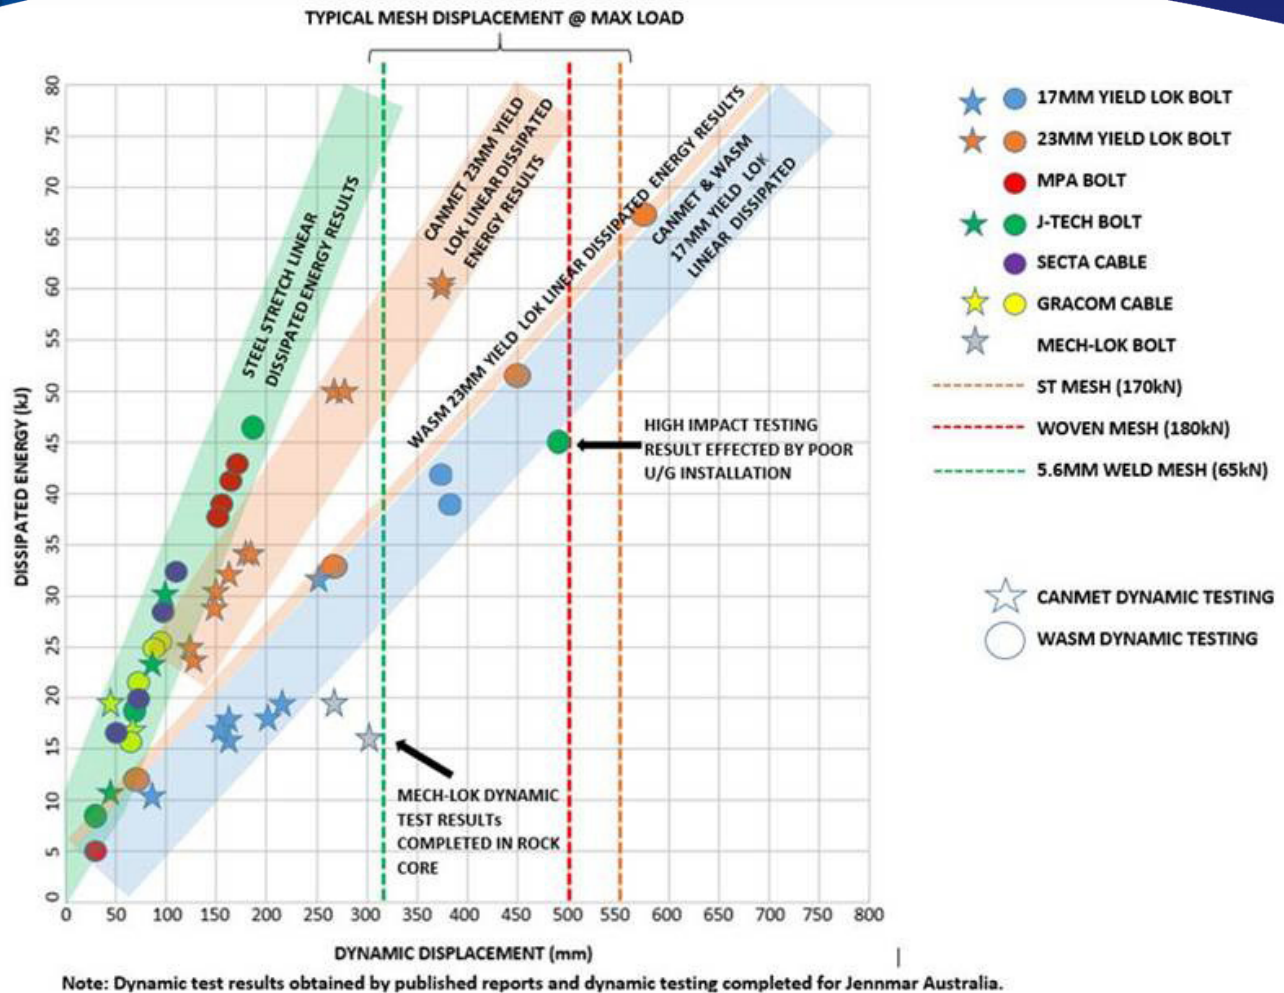 TYPICAL MESH DISPLACEMENT @ MAX LOAD
80
75
70
65
60
55
50
45
40
35
30
25
20
15
10
5
0
DISSIPATED ENERGY (kJ)
STEEL STRETCH LINEAR
DISSIPATED ENERGY RESULTS
CANMET 23MM YIELD
LOK LINEAR DISSIPATED
ENERGY RESULTS
WASM 23MM YIELD LOK LINEAR DISSIPATED ENERGY RESULTS
CANMET & WASM
17MM YIELD LOK
LINEAR DISSIPATED
HIGH IMPACT TESTING
RESULT EFFECTED BY POOR
U/G INSTALLATION
MECH-LOK DYNAMIC
TEST RESULTs
COMPLETED IN ROCK
CORE
0 50 100 150 200 250 300 350 400 450 500 550 600 650 700 750 800
DYNAMIC DISPLACEMENT (mm)
17MM YIELD LOK BOLT
23MM YIELD LOK BOLT
MPA BOLT
J-TECH BOLT
SECTA CABLE
GRACOM CABLE
MECH-LOK BOLT
ST MESH (170kN)
WOVEN MESH (180kN)
5.6MM WELD MESH (65kN)
CANMET DYNAMIC TESTING
WASM DYNAMIC TESTING
Note: Dynamic test results obtained by published reports and dynamic testing completed for Jennmar Australia.